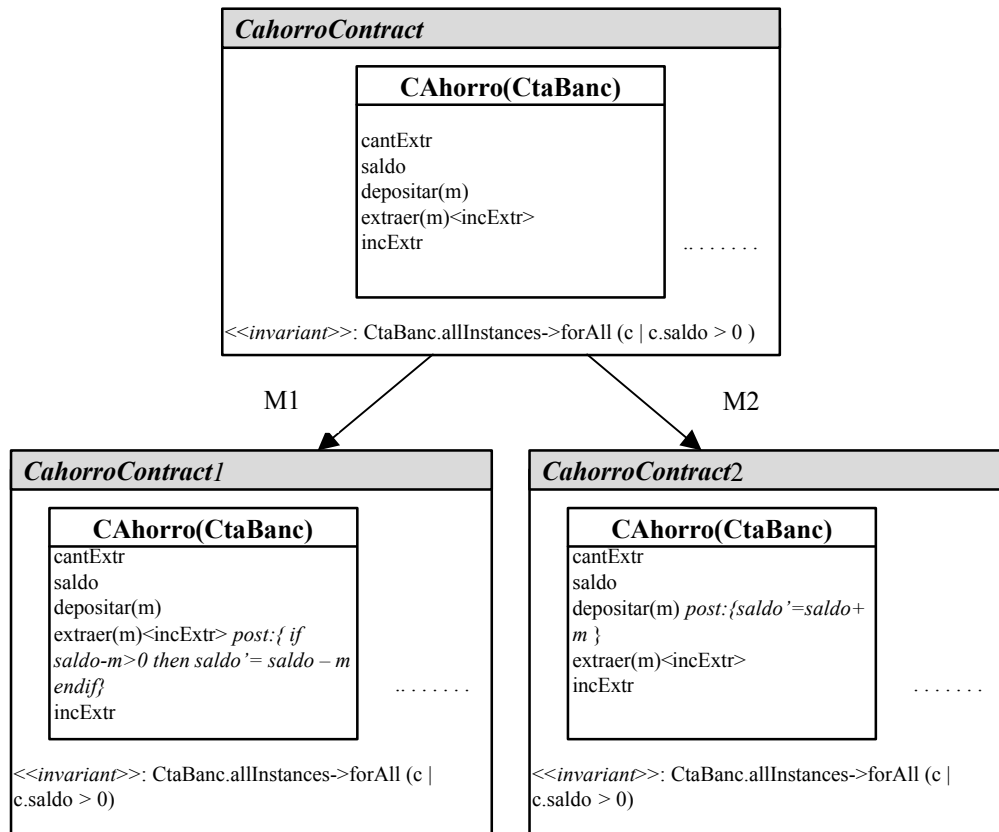 CahorroContract
CAhorro(CtaBanc)
cantExtr
saldo
depositar(m)
extraer(m)<incExtr>
incExtr
.. . . . . . .
<<invariant>>: CtaBanc.allInstances->forAll (c | c.saldo > 0 )
M1
M2
CahorroContract1
CAhorro(CtaBanc)
cantExtr
saldo
depositar(m)
extraer(m)<incExtr> post:{ if
saldo-m>0 then saldo’= saldo – m
endif}
incExtr
.. . . . . . .
<<invariant>>: CtaBanc.allInstances->forAll (c |
c.saldo > 0)
CahorroContract2
CAhorro(CtaBanc)
cantExtr
saldo
depositar(m) post:{saldo’=saldo+
m }
extraer(m)<incExtr>
incExtr
. . . . . . .
<<invariant>>: CtaBanc.allInstances->forAll (c |
c.saldo > 0)